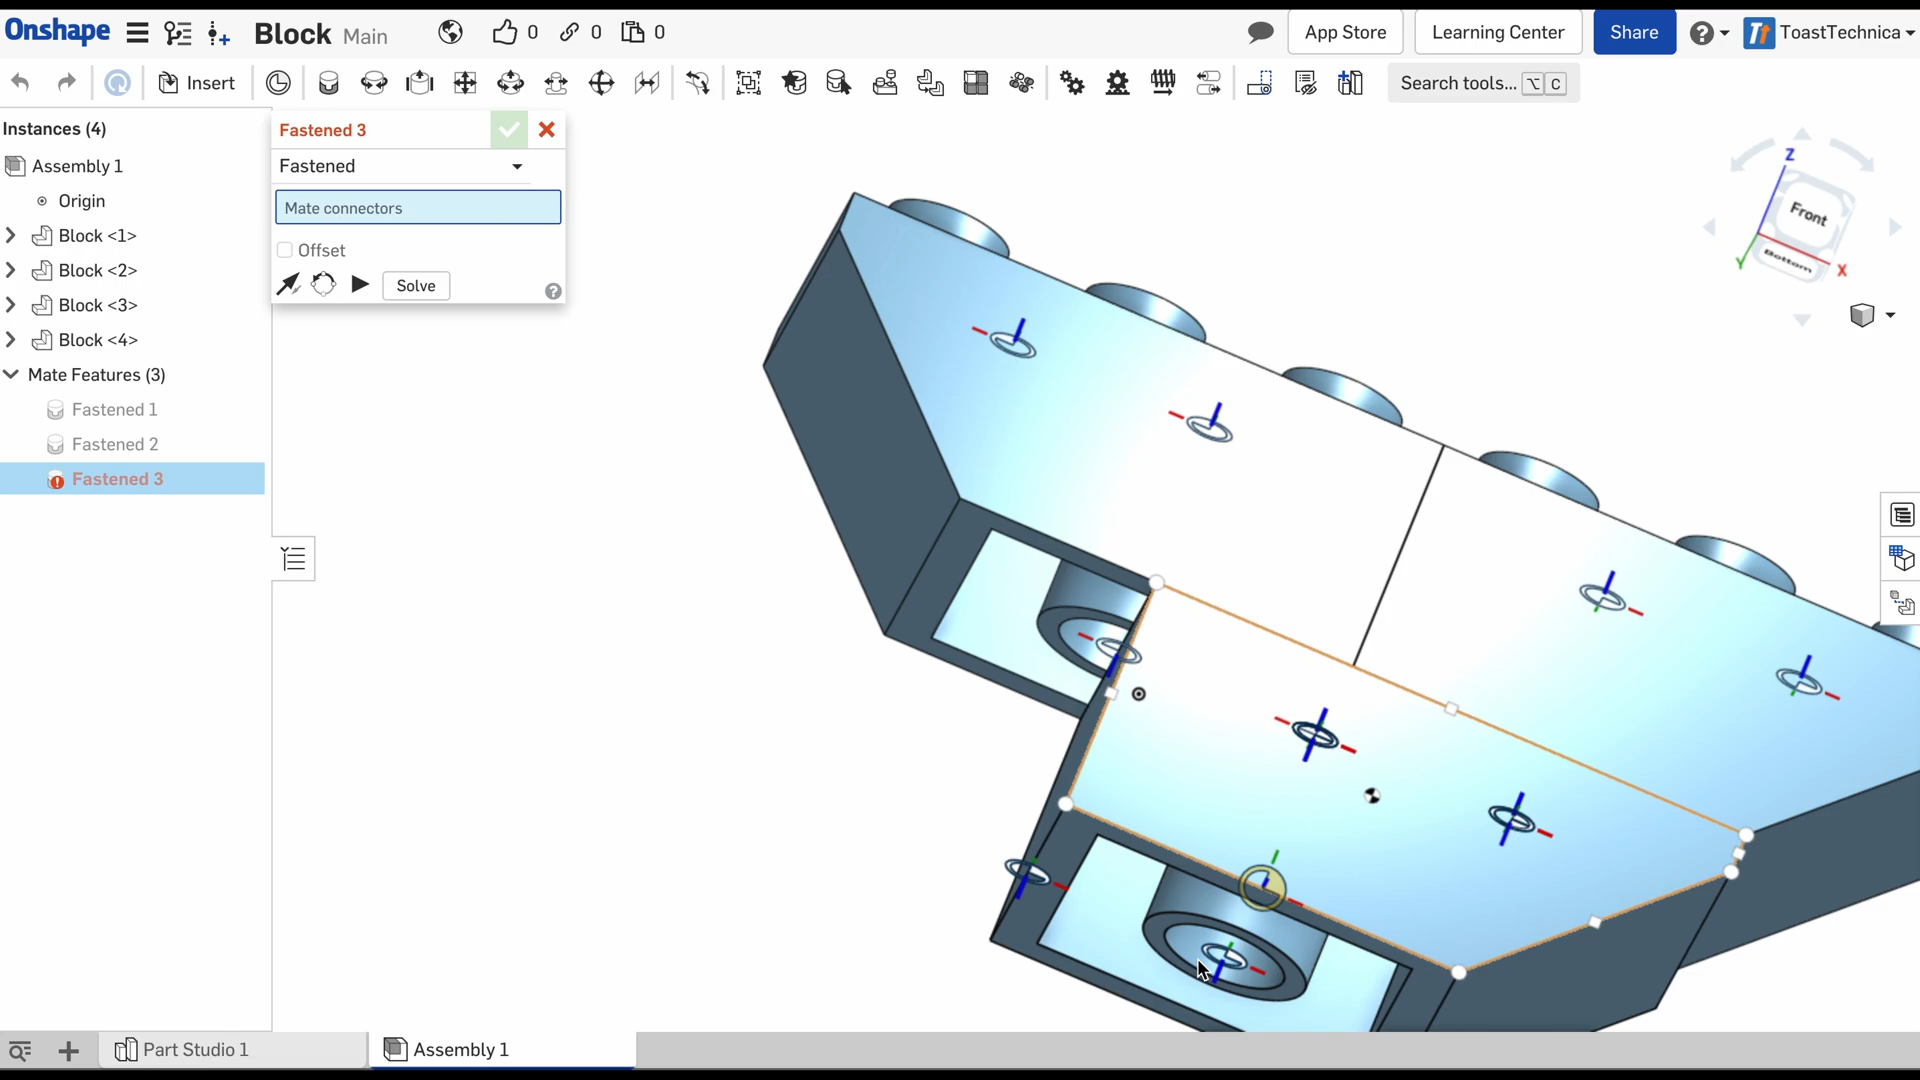 Onshape Block Main 0 0 0 App Store Learning Center Share ? TT ToastTechnica
Insert Search tools... ⌥ C
Instances (4)
Assembly 1
Origin
Block <1>
Block <2>
Block <3>
Block <4>
Mate Features (3)
Fastened 1
Fastened 2
Fastened 3
Fastened 3
Fastened
Mate connectors
Offset
Solve ?
Z
Front
Bottom
Y
X
Part Studio 1 Assembly 1